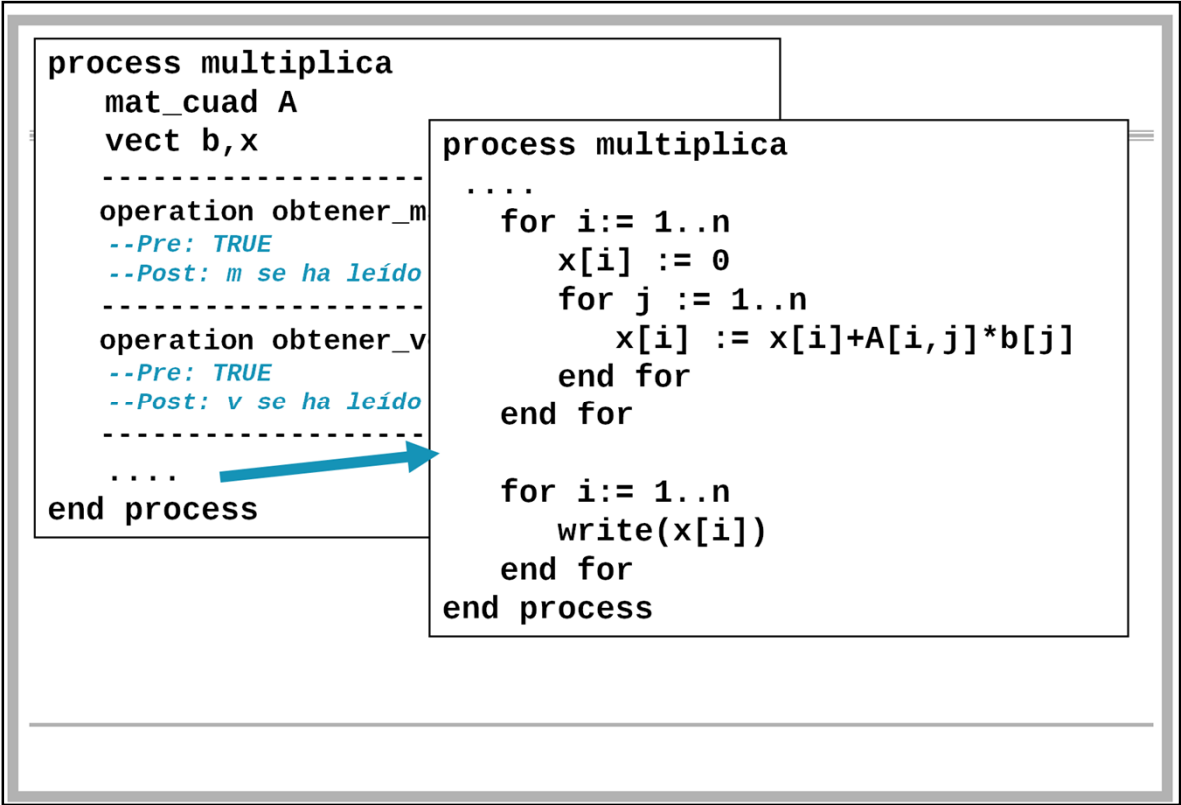 process multiplica
mat_cuad A
vect b,x
-------------------
operation obtener_m
--Pre: TRUE
--Post: m se ha leído
-------------------
operation obtener_v
--Pre: TRUE
--Post: v se ha leído
-------------------
....
end process
process multiplica
....
for i:= 1..n
x[i] := 0
for j := 1..n
x[i] := x[i]+A[i,j]*b[j]
end for
end for
for i:= 1..n
write(x[i])
end for
end process